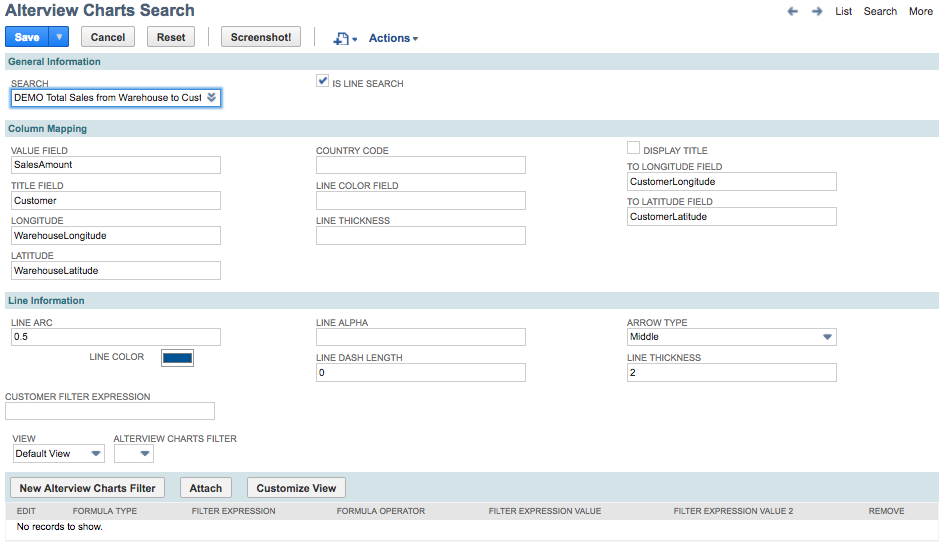 Alterview Charts Search
List Search More
Save Cancel Reset Screenshot! Actions
General Information
SEARCH
DEMO Total Sales from Warehouse to Cust
IS LINE SEARCH
Column Mapping
VALUE FIELD
SalesAmount
TITLE FIELD
Customer
LONGITUDE
WarehouseLongitude
LATITUDE
WarehouseLatitude
COUNTRY CODE
LINE COLOR FIELD
LINE THICKNESS
DISPLAY TITLE
TO LONGITUDE FIELD
CustomerLongitude
TO LATITUDE FIELD
CustomerLatitude
Line Information
LINE ARC
0.5
LINE COLOR
LINE ALPHA
LINE DASH LENGTH
0
ARROW TYPE
Middle
LINE THICKNESS
2
CUSTOMER FILTER EXPRESSION
VIEW
Default View
ALTERVIEW CHARTS FILTER
New Alterview Charts Filter Attach Customize View
EDIT FORMULA TYPE FILTER EXPRESSION FORMULA OPERATOR FILTER EXPRESSION VALUE FILTER EXPRESSION VALUE 2 REMOVE
No records to show.